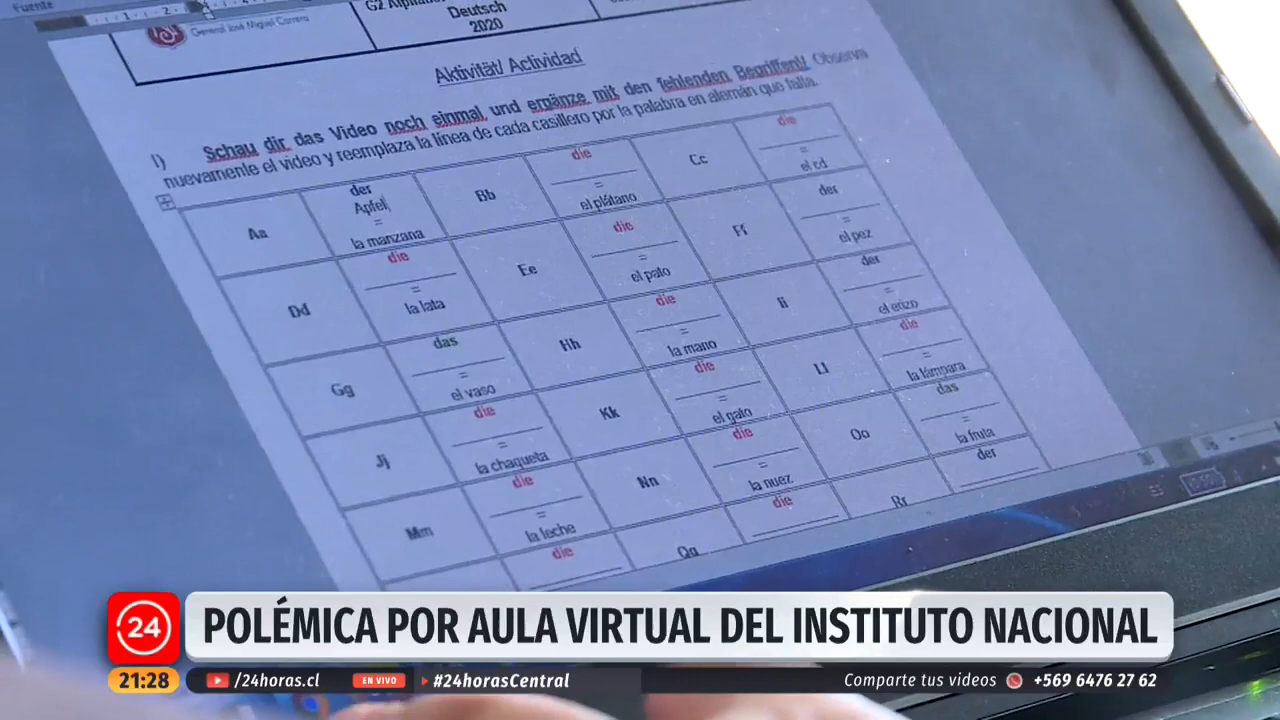 Fuente
General José Miguel Carrera
G2 Alphabet
Deutsch
2020
Aktivität/ Actividad
I) Schau dir das Video noch einmal und ergänze mit den fehlenden Begriffen!/ Observa
nuevamente el video y reemplaza la línea de cada casillero por la palabra en alemán que falta.
Aa
der
Apfel
=
la manzana
Bb
die
=
el plátano
Cc
die
=
el cd
Dd
die
=
la lata
Ee
die
=
el pato
Ff
der
=
el pez
Gg
das
=
el vaso
Hh
die
=
la mano
Ii
der
=
el erizo
Jj
die
=
la chaqueta
Kk
die
=
el gato
Ll
die
=
la lámpara
Mm
die
=
la leche
Nn
die
=
la nuez
Oo
das
=
la fruta
die
Qq
die
Rr
der
24
POLÉMICA POR AULA VIRTUAL DEL INSTITUTO NACIONAL
21:28
/24horas.cl
EN VIVO
#24horasCentral
Comparte tus videos
+569 6476 27 62